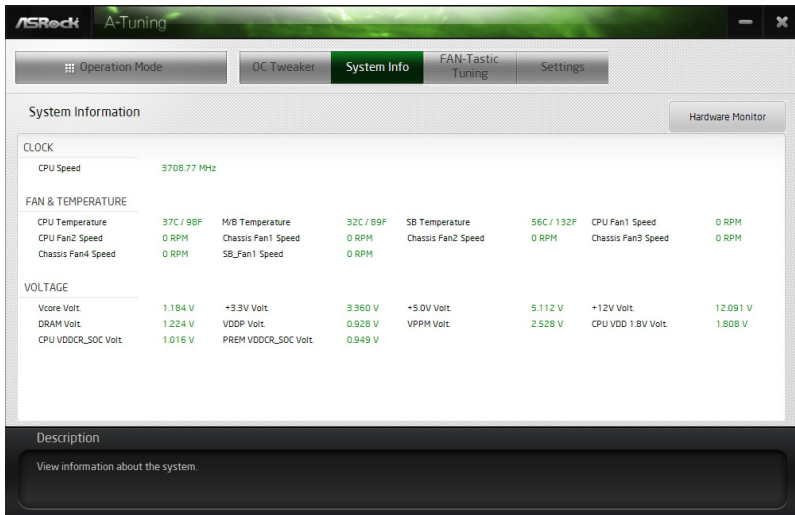 ASRock A-Tuning
Operation Mode OC Tweaker System Info FAN-Tastic Tuning Settings
System Information Hardware Monitor
CLOCK
CPU Speed 3708.77 MHz
FAN & TEMPERATURE
CPU Temperature 37C / 98F M/B Temperature 32C / 89F SB Temperature 56C / 132F CPU Fan1 Speed 0 RPM
CPU Fan2 Speed 0 RPM Chassis Fan1 Speed 0 RPM Chassis Fan2 Speed 0 RPM Chassis Fan3 Speed 0 RPM
Chassis Fan4 Speed 0 RPM SB_Fan1 Speed 0 RPM
VOLTAGE
Vcore Volt. 1.184 V +3.3V Volt. 3.360 V +5.0V Volt. 5.112 V +12V Volt. 12.091 V
DRAM Volt. 1.224 V VDDP Volt. 0.928 V VPPM Volt. 2.528 V CPU VDD 1.8V Volt. 1.808 V
CPU VDDCR_SOC Volt. 1.016 V PREM VDDCR_SOC Volt. 0.949 V
Description
View information about the system.